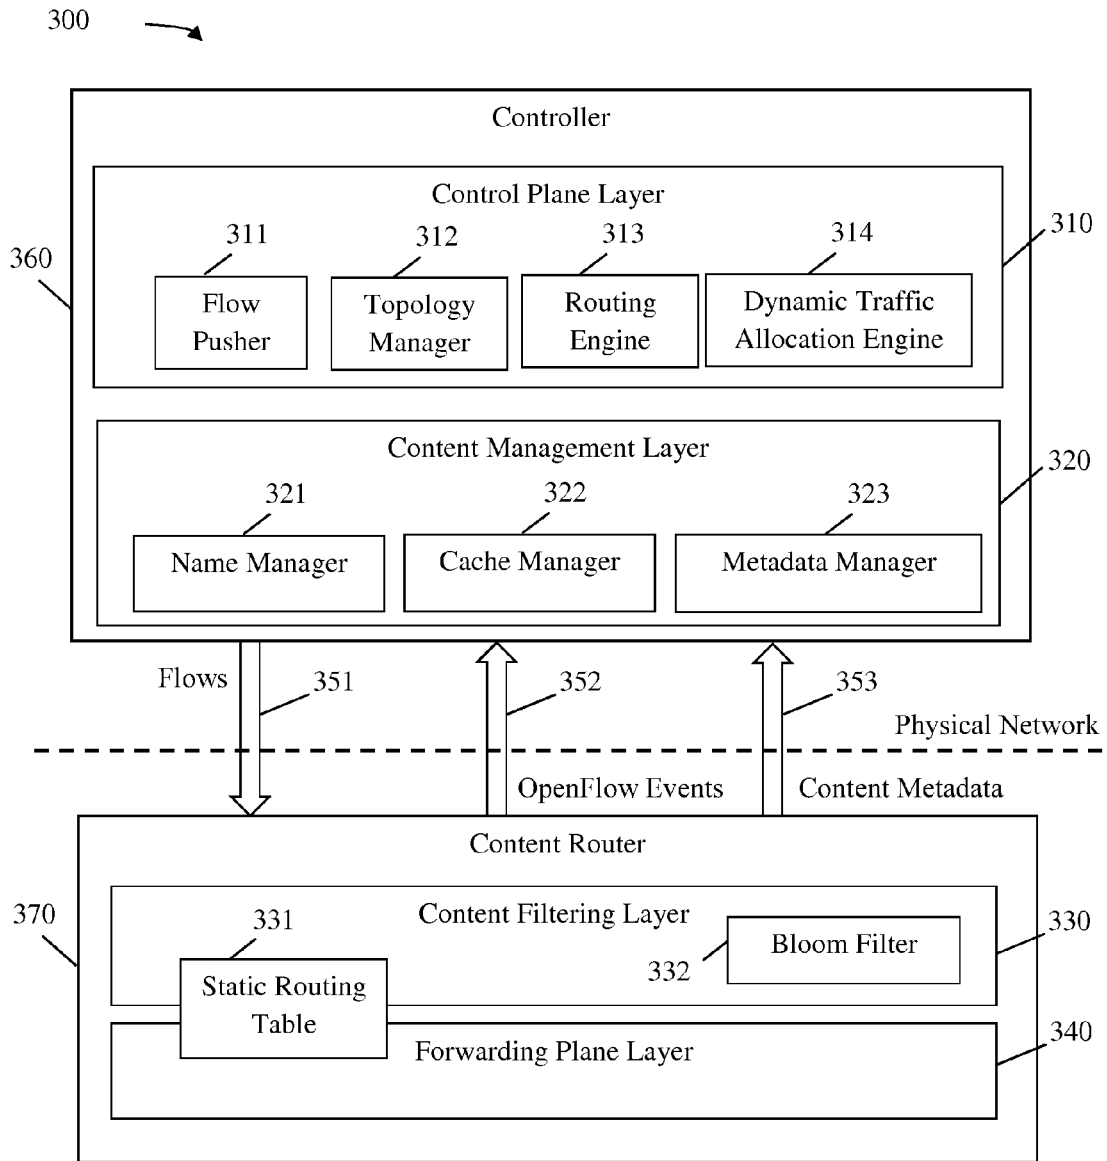 300
Controller
Control Plane Layer
311
312
313
314
310
360
Flow
Pusher
Topology
Manager
Routing
Engine
Dynamic Traffic
Allocation Engine
Content Management Layer
320
321
322
323
Name Manager
Cache Manager
Metadata Manager
Flows
351
352
353
Physical Network
OpenFlow Events
Content Metadata
Content Router
370
Content Filtering Layer
330
331
332
Bloom Filter
Static Routing
Table
340
Forwarding Plane Layer